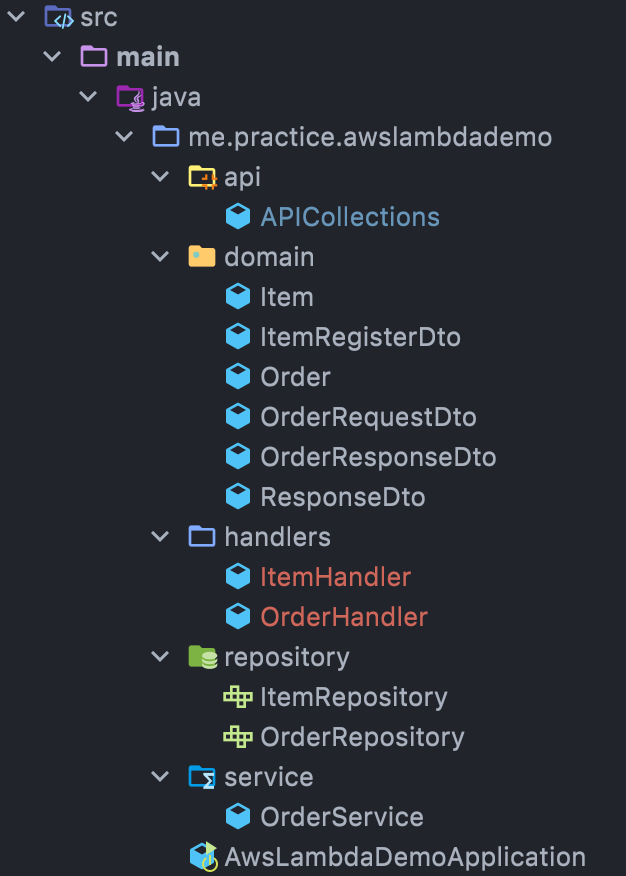 src
main
java
me.practice.awslambdademo
api
APICollections
domain
Item
ItemRegisterDto
Order
OrderRequestDto
OrderResponseDto
ResponseDto
handlers
ItemHandler
OrderHandler
repository
ItemRepository
OrderRepository
service
OrderService
AwsLambdaDemoApplication